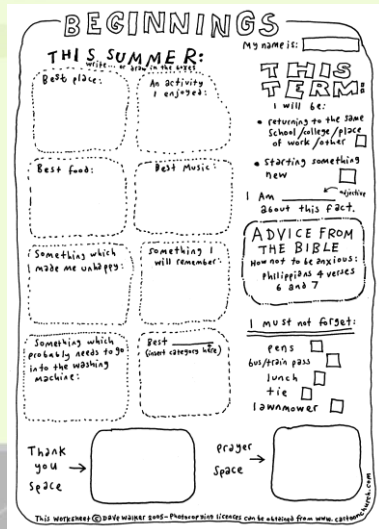 BEGINNINGS
My name is:
THIS SUMMER:
write... or draw in the boxes
Best place:
An activity
I enjoyed:
Best food:
Best Music:
Something which
made me unhappy:
Something I
will remember:
Something which
probably needs to go
into the washing
machine:
Best ________
(insert category here)
THIS
TERM:
I will be:
• returning to the same
School/college/place
of work/other
• Starting something
new
I Am ________
adjective
about this fact.
ADVICE FROM
THE BIBLE
How not to be anxious:
Philippians 4 verses
6 and 7
I must not forget:
pens
bus/train pass
lunch
tie
lawnmower
Thank
you
Space
prayer
Space
This worksheet © Dave Walker 2005 - Photocopying licences can be obtained from www.cartoonchurch.com